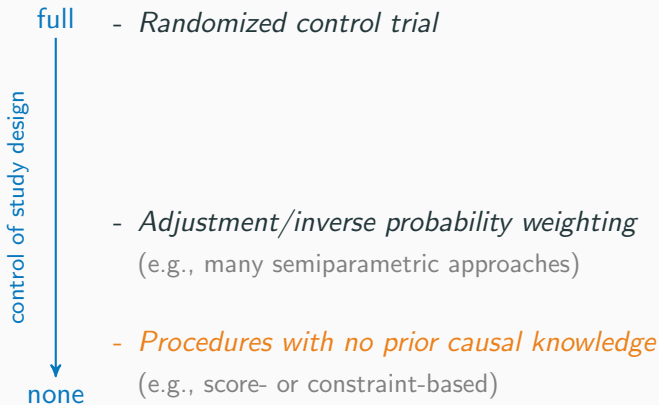 full
- Randomized control trial
control of study design
- Adjustment/inverse probability weighting
(e.g., many semiparametric approaches)
- Procedures with no prior causal knowledge
(e.g., score- or constraint-based)
none